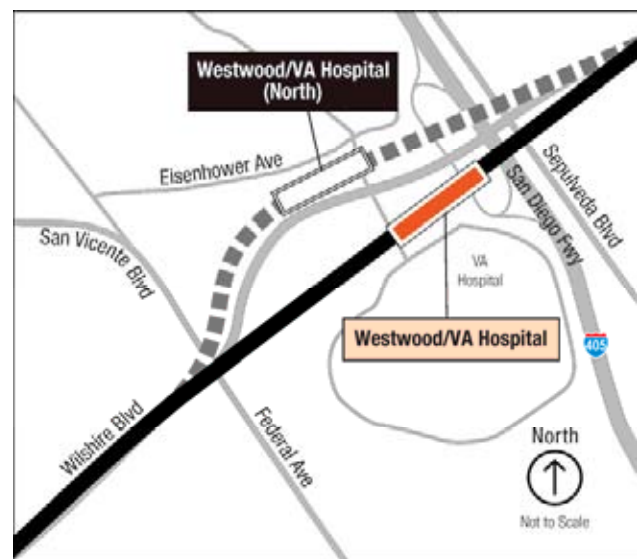 Westwood/VA Hospital
(North)
Eisenhower Ave
San Vicente Blvd
Sepulveda Blvd
San Diego Fwy
VA
Hospital
Westwood/VA Hospital
405
Wilshire Blvd
Federal Ave
North
Not to Scale